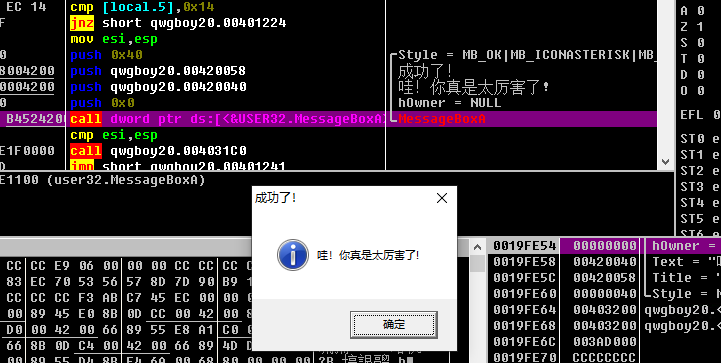 EC 14
cmp [local.5],0x14
A 0
jnz short qwgboy20.00401224
Z 1
0
mov esi,esp
S 0
push 0x40
Style = MB_OK|MB_ICONASTERISK|MB_
T 0
8004200
push qwgboy20.00420058
成功了!
D 0
0004200
push qwgboy20.00420040
哇! 你真是太厉害了!
O 0
0
push 0x0
hOwner = NULL
B4524200
call dword ptr ds:[<&USER32.MessageBoxA>
MessageBoxA
EFL 0
cmp esi,esp
E1F0000
call qwgboy20.004031C0
ST0 e
jmp short qwgboy20.00401241
ST1 e
E1100 (user32.MessageBoxA)
ST2 e
ST3 e
ST4 e
ST5 e
ST6 e
成功了!
哇! 你真是太厉害了!
确定
CC CC E9 06 00 00 00 CC CC CC
83 EC 70 53 56 57 8D 7D 90 B9 1
CC CC CC F3 AB C7 45 EC 00 00
00 89 45 E8 8B 0D CC 00 42 00 8
D0 00 42 00 66 89 55 E8 A1 C0 0
66 8B 0D C4 00 42 00 66 89 4D D
0019FE54 00000000 hOwner =
0019FE58 00420040 Text =
0019FE5C 00420058 Title =
0019FE60 00000040 Style = M
0019FE64 00403200 qwgboy20.<
0019FE68 00403200 qwgboy20.<
0019FE6C 003AD000
0019FE70 CCCCCCCC